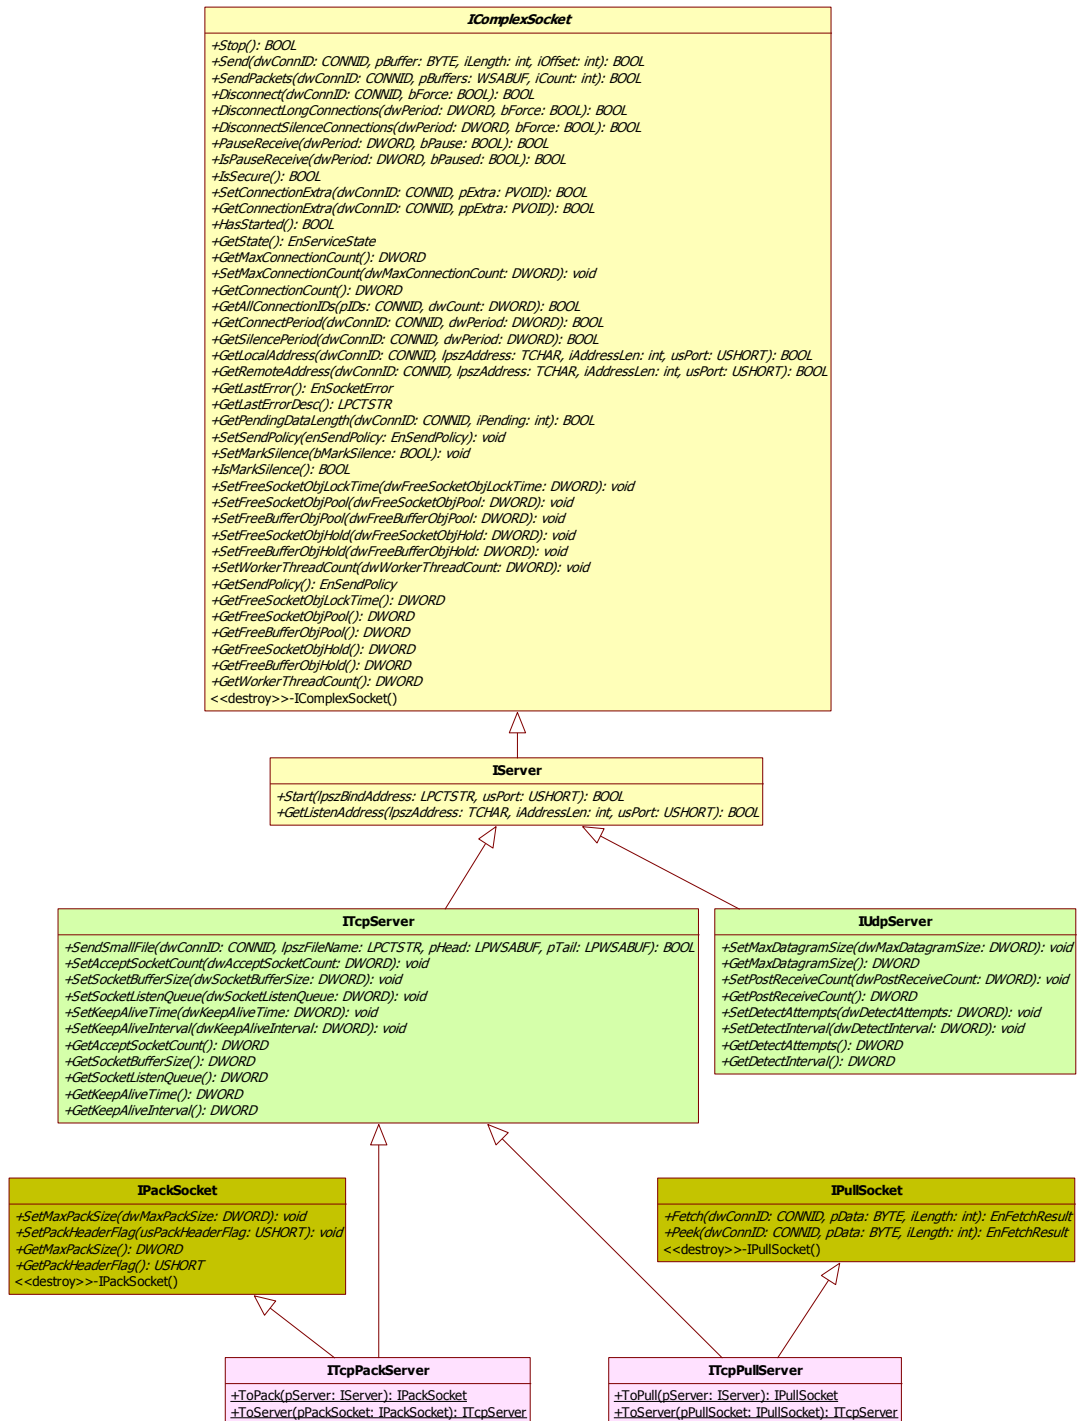 IComplexSocket
+Stop(): BOOL
+Send(dwConnID: CONNID, pBuffer: BYTE, iLength: int, iOffset: int): BOOL
+SendPackets(dwConnID: CONNID, pBuffers: WSABUF, iCount: int): BOOL
+Disconnect(dwConnID: CONNID, bForce: BOOL): BOOL
+DisconnectLongConnections(dwPeriod: DWORD, bForce: BOOL): BOOL
+DisconnectSilenceConnections(dwPeriod: DWORD, bForce: BOOL): BOOL
+PauseReceive(dwPeriod: DWORD, bPause: BOOL): BOOL
+IsPauseReceive(dwPeriod: DWORD, bPaused: BOOL): BOOL
+IsSecure(): BOOL
+SetConnectionExtra(dwConnID: CONNID, pExtra: PVOID): BOOL
+GetConnectionExtra(dwConnID: CONNID, ppExtra: PVOID): BOOL
+HasStarted(): BOOL
+GetState(): EnServiceState
+GetMaxConnectionCount(): DWORD
+SetMaxConnectionCount(dwMaxConnectionCount: DWORD): void
+GetConnectionCount(): DWORD
+GetAllConnectionIDs(pIDs: CONNID, dwCount: DWORD): BOOL
+GetConnectPeriod(dwConnID: CONNID, dwPeriod: DWORD): BOOL
+GetSilencePeriod(dwConnID: CONNID, dwPeriod: DWORD): BOOL
+GetLocalAddress(dwConnID: CONNID, lpszAddress: TCHAR, iAddressLen: int, usPort: USHORT): BOOL
+GetRemoteAddress(dwConnID: CONNID, lpszAddress: TCHAR, iAddressLen: int, usPort: USHORT): BOOL
+GetLastError(): EnSocketError
+GetLastErrorDesc(): LPCTSTR
+GetPendingDataLength(dwConnID: CONNID, iPending: int): BOOL
+SetSendPolicy(enSendPolicy: EnSendPolicy): void
+SetMarkSilence(bMarkSilence: BOOL): void
+IsMarkSilence(): BOOL
+SetFreeSocketObjLockTime(dwFreeSocketObjLockTime: DWORD): void
+SetFreeSocketObjPool(dwFreeSocketObjPool: DWORD): void
+SetFreeBufferObjPool(dwFreeBufferObjPool: DWORD): void
+SetFreeSocketObjHold(dwFreeSocketObjHold: DWORD): void
+SetFreeBufferObjHold(dwFreeBufferObjHold: DWORD): void
+SetWorkerThreadCount(dwWorkerThreadCount: DWORD): void
+GetSendPolicy(): EnSendPolicy
+GetFreeSocketObjLockTime(): DWORD
+GetFreeSocketObjPool(): DWORD
+GetFreeBufferObjPool(): DWORD
+GetFreeSocketObjHold(): DWORD
+GetFreeBufferObjHold(): DWORD
+GetWorkerThreadCount(): DWORD
<<destroy>>-IComplexSocket()
IServer
+Start(lpszBindAddress: LPCTSTR, usPort: USHORT): BOOL
+GetListenAddress(lpszAddress: TCHAR, iAddressLen: int, usPort: USHORT): BOOL
ITcpServer
+SendSmallFile(dwConnID: CONNID, lpszFileName: LPCTSTR, pHead: LPWSABUF, pTail: LPWSABUF): BOOL
+SetAcceptSocketCount(dwAcceptSocketCount: DWORD): void
+SetSocketBufferSize(dwSocketBufferSize: DWORD): void
+SetSocketListenQueue(dwSocketListenQueue: DWORD): void
+SetKeepAliveTime(dwKeepAliveTime: DWORD): void
+SetKeepAliveInterval(dwKeepAliveInterval: DWORD): void
+GetAcceptSocketCount(): DWORD
+GetSocketBufferSize(): DWORD
+GetSocketListenQueue(): DWORD
+GetKeepAliveTime(): DWORD
+GetKeepAliveInterval(): DWORD
IUdpServer
+SetMaxDatagramSize(dwMaxDatagramSize: DWORD): void
+GetMaxDatagramSize(): DWORD
+SetPostReceiveCount(dwPostReceiveCount: DWORD): void
+GetPostReceiveCount(): DWORD
+SetDetectAttempts(dwDetectAttempts: DWORD): void
+SetDetectInterval(dwDetectInterval: DWORD): void
+GetDetectAttempts(): DWORD
+GetDetectInterval(): DWORD
IPackSocket
+SetMaxPackSize(dwMaxPackSize: DWORD): void
+SetPackHeaderFlag(usPackHeaderFlag: USHORT): void
+GetMaxPackSize(): DWORD
+GetPackHeaderFlag(): USHORT
<<destroy>>-IPackSocket()
IPullSocket
+Fetch(dwConnID: CONNID, pData: BYTE, iLength: int): EnFetchResult
+Peek(dwConnID: CONNID, pData: BYTE, iLength: int): EnFetchResult
<<destroy>>-IPullSocket()
ITcpPackServer
+ToPack(pServer: IServer): IPackSocket
+ToServer(pPackSocket: IPackSocket): ITcpServer
ITcpPullServer
+ToPull(pServer: IServer): IPullSocket
+ToServer(pPullSocket: IPullSocket): ITcpServer